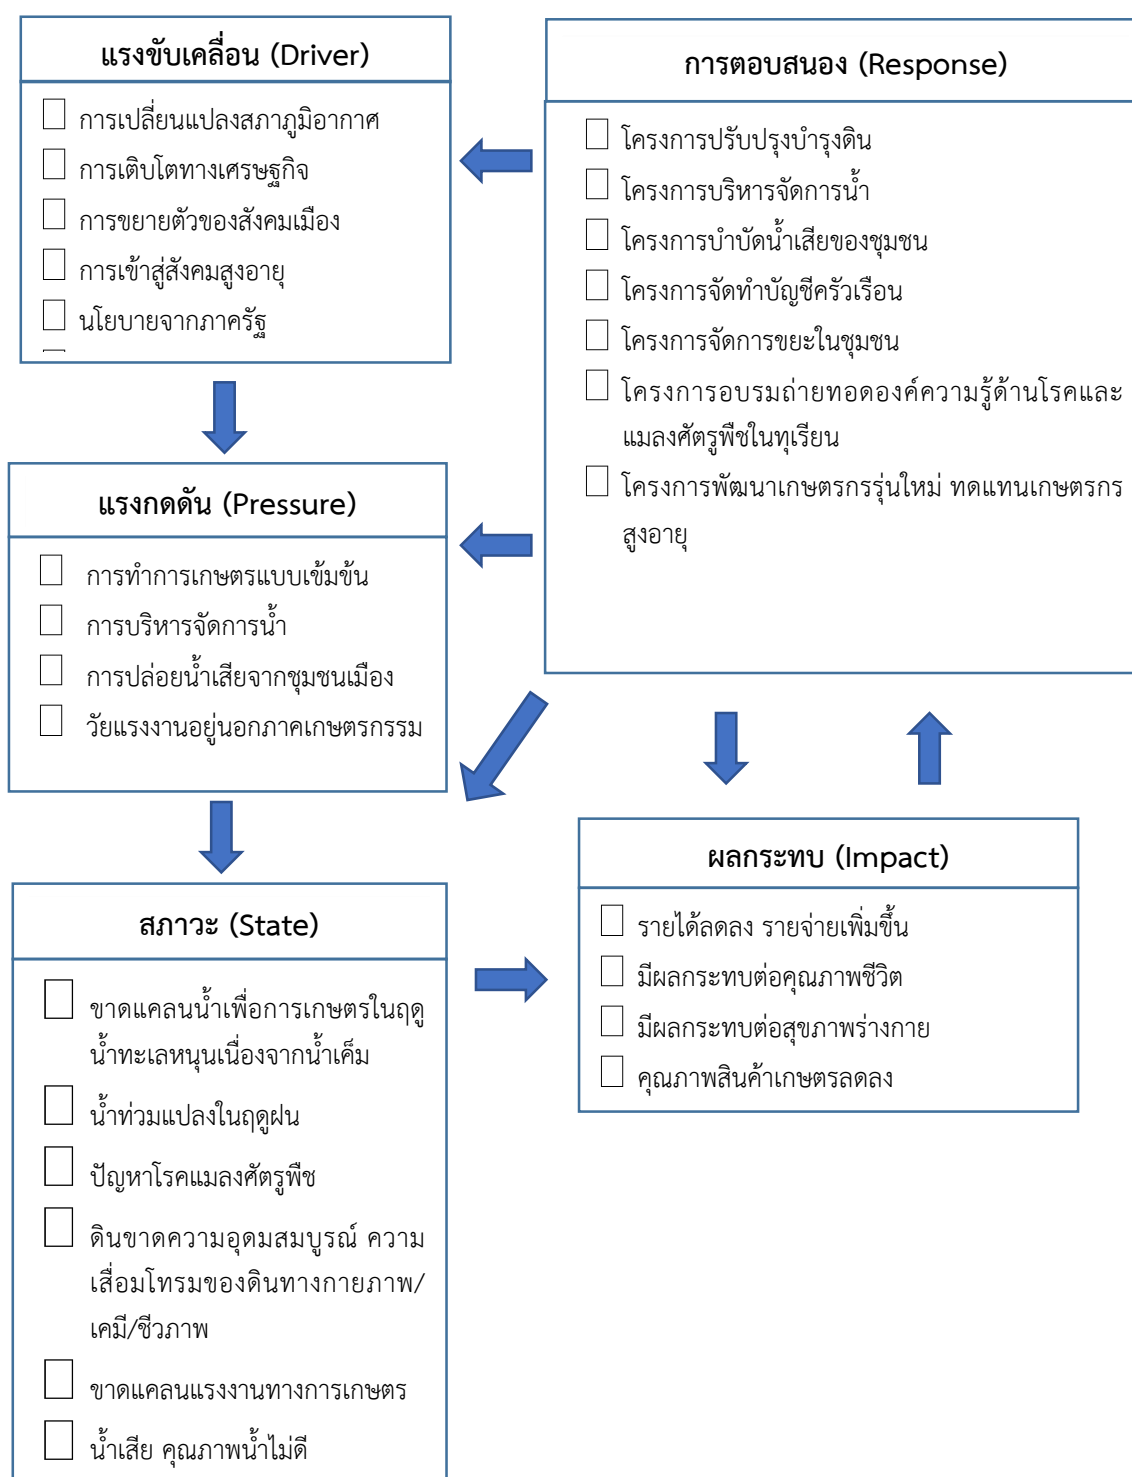 แรงขับเคลื่อน (Driver)
การเปลี่ยนแปลงสภาภูมิอากาศ
การเติบโตทางเศรษฐกิจ
การขยายตัวของสังคมเมือง
การเข้าสู่สังคมสูงอายุ
นโยบายจากภาครัฐ
การตอบสนอง (Response)
โครงการปรับปรุงบำรุงดิน
โครงการบริหารจัดการน้ำ
โครงการบำบัดน้ำเสียของชุมชน
โครงการจัดทำบัญชีครัวเรือน
โครงการจัดการขยะในชุมชน
โครงการอบรมถ่ายทอดองค์ความรู้ด้านโรคและ
แมลงศัตรูพืชในทุเรียน
โครงการพัฒนาเกษตรกรรุ่นใหม่ ทดแทนเกษตรกร
สูงอายุ
แรงกดดัน (Pressure)
การทำการเกษตรแบบเข้มข้น
การบริหารจัดการน้ำ
การปล่อยน้ำเสียจากชุมชนเมือง
วัยแรงงานอยู่นอกภาคเกษตรกรรม
สภาวะ (State)
ขาดแคลนน้ำเพื่อการเกษตรในฤดู
น้ำทะเลหนุนเนื่องจากน้ำเค็ม
น้ำท่วมแปลงในฤดูฝน
ปัญหาโรคแมลงศัตรูพืช
ดินขาดความอุดมสมบูรณ์ ความ
เสื่อมโทรมของดินทางกายภาพ/
เคมี/ชีวภาพ
ขาดแคลนแรงงานทางการเกษตร
น้ำเสีย คุณภาพน้ำไม่ดี
ผลกระทบ (Impact)
รายได้ลดลง รายจ่ายเพิ่มขึ้น
มีผลกระทบต่อคุณภาพชีวิต
มีผลกระทบต่อสุขภาพร่างกาย
คุณภาพสินค้าเกษตรลดลง